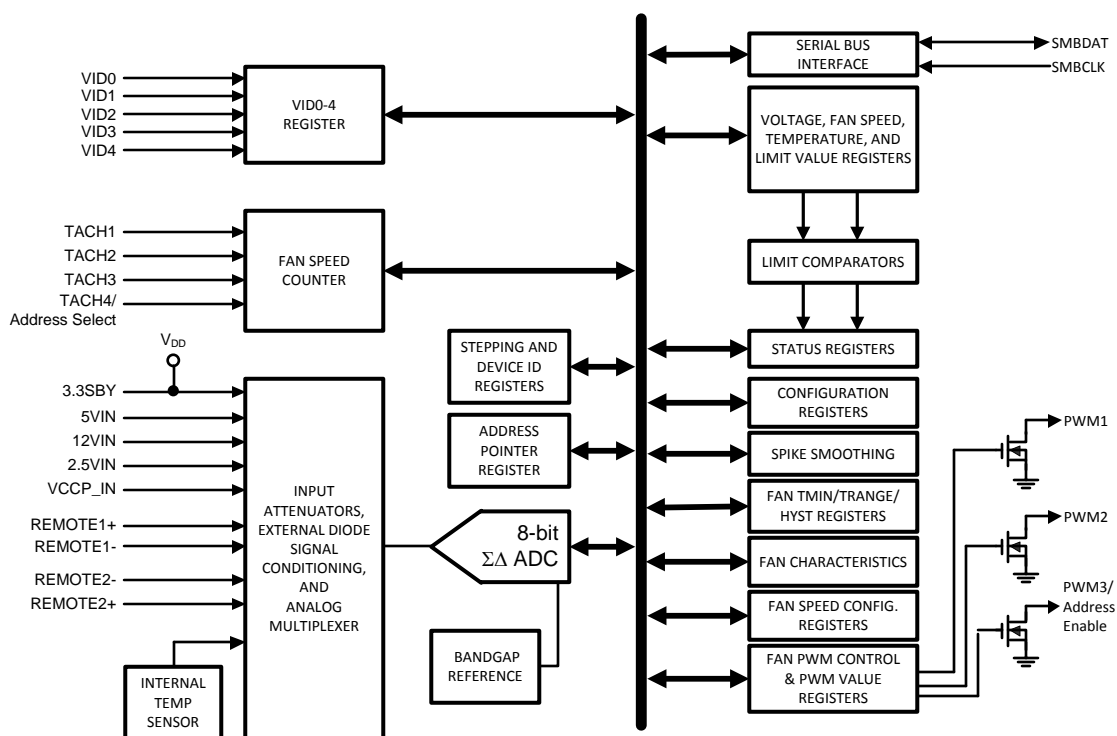 VID0
VID1
VID2
VID3
VID4
VID0-4
REGISTER
TACH1
TACH2
TACH3
TACH4/
Address Select
FAN SPEED
COUNTER
VDD
3.3SBY
5VIN
12VIN
2.5VIN
VCCP_IN
REMOTE1+
REMOTE1-
REMOTE2-
REMOTE2+
INTERNAL
TEMP
SENSOR
INPUT
ATTENUATORS,
EXTERNAL DIODE
SIGNAL
CONDITIONING,
AND
ANALOG
MULTIPLEXER
STEPPING AND
DEVICE ID
REGISTERS
ADDRESS
POINTER
REGISTER
8-bit
ΣΔ ADC
BANDGAP
REFERENCE
SERIAL BUS
INTERFACE
SMBDAT
SMBCLK
VOLTAGE, FAN SPEED,
TEMPERATURE, AND
LIMIT VALUE REGISTERS
LIMIT COMPARATORS
STATUS REGISTERS
CONFIGURATION
REGISTERS
SPIKE SMOOTHING
FAN TMIN/TRANGE/
HYST REGISTERS
FAN CHARACTERISTICS
FAN SPEED CONFIG.
REGISTERS
FAN PWM CONTROL
& PWM VALUE
REGISTERS
PWM1
PWM2
PWM3/
Address
Enable